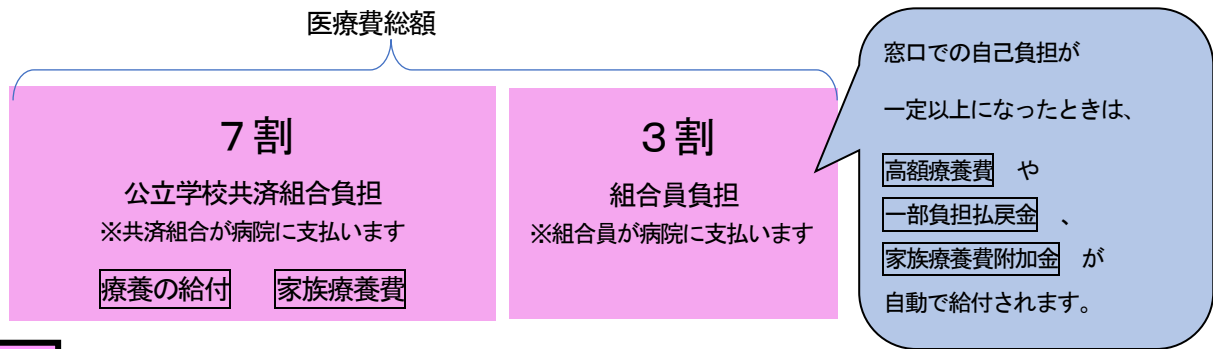 医療費総額
7割
公立学校共済組合負担
※共済組合が病院に支払います
療養の給付　家族療養費
3割
組合員負担
※組合員が病院に支払います
窓口での自己負担が
一定以上になったときは、
高額療養費　や
一部負担払戻金　、
家族療養費附加金　が
自動で給付されます。